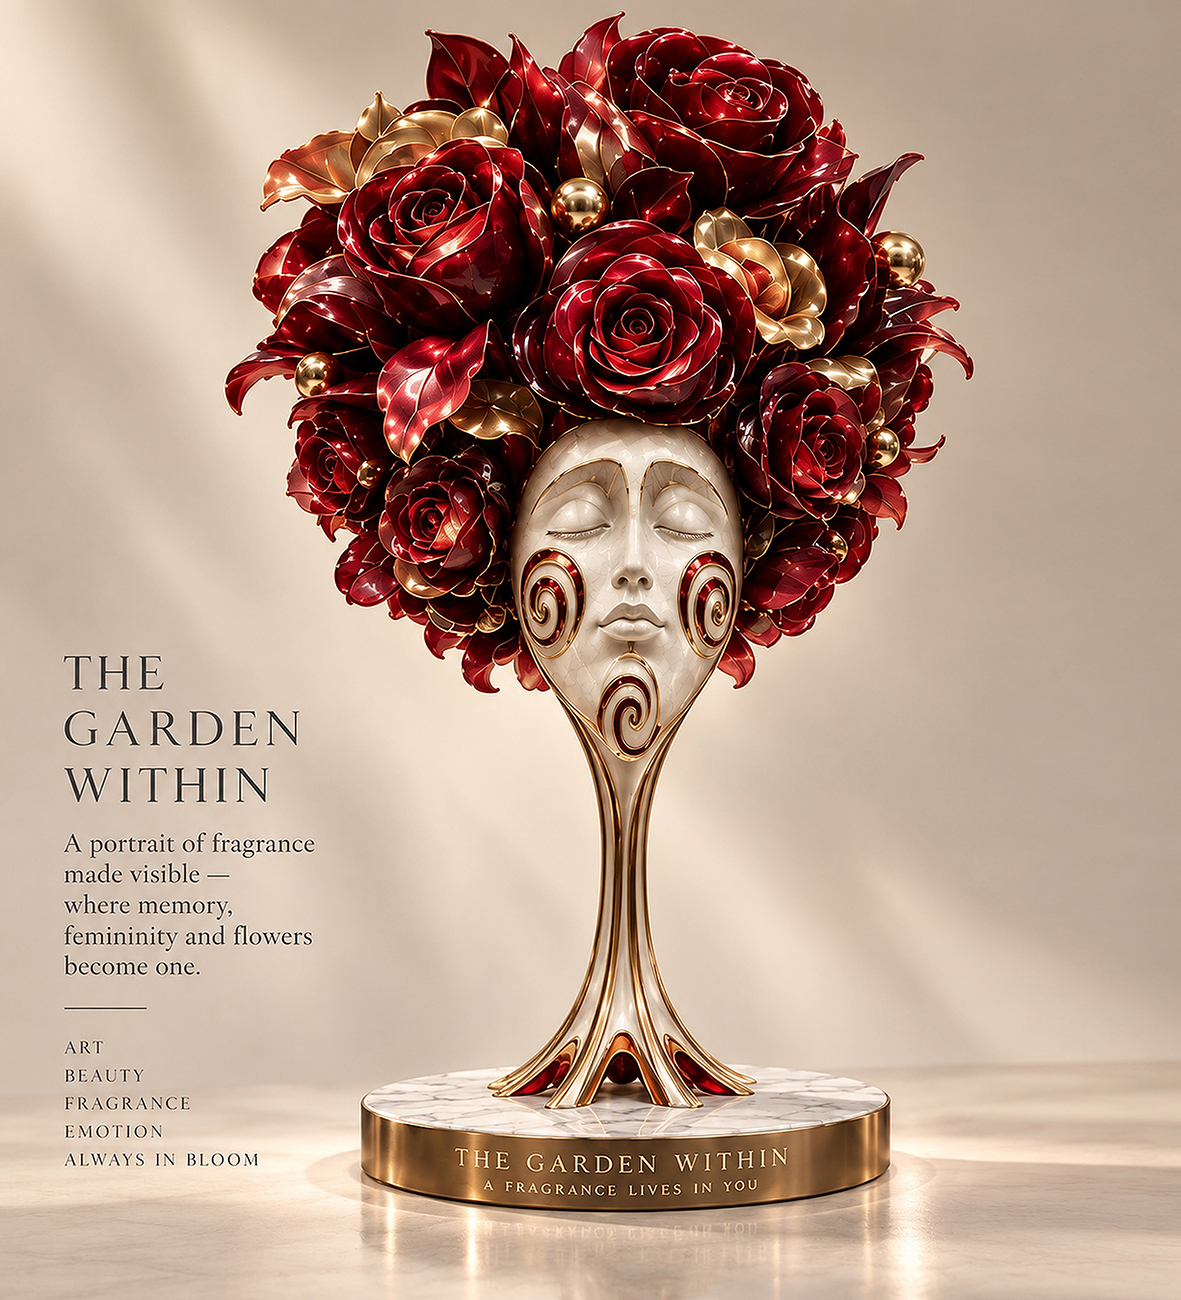 THE
GARDEN
WITHIN
A portrait of fragrance
made visible —
where memory,
femininity and flowers
become one.
ART
BEAUTY
FRAGRANCE
EMOTION
ALWAYS IN BLOOM
THE GARDEN WITHIN
A FRAGRANCE LIVES IN YOU